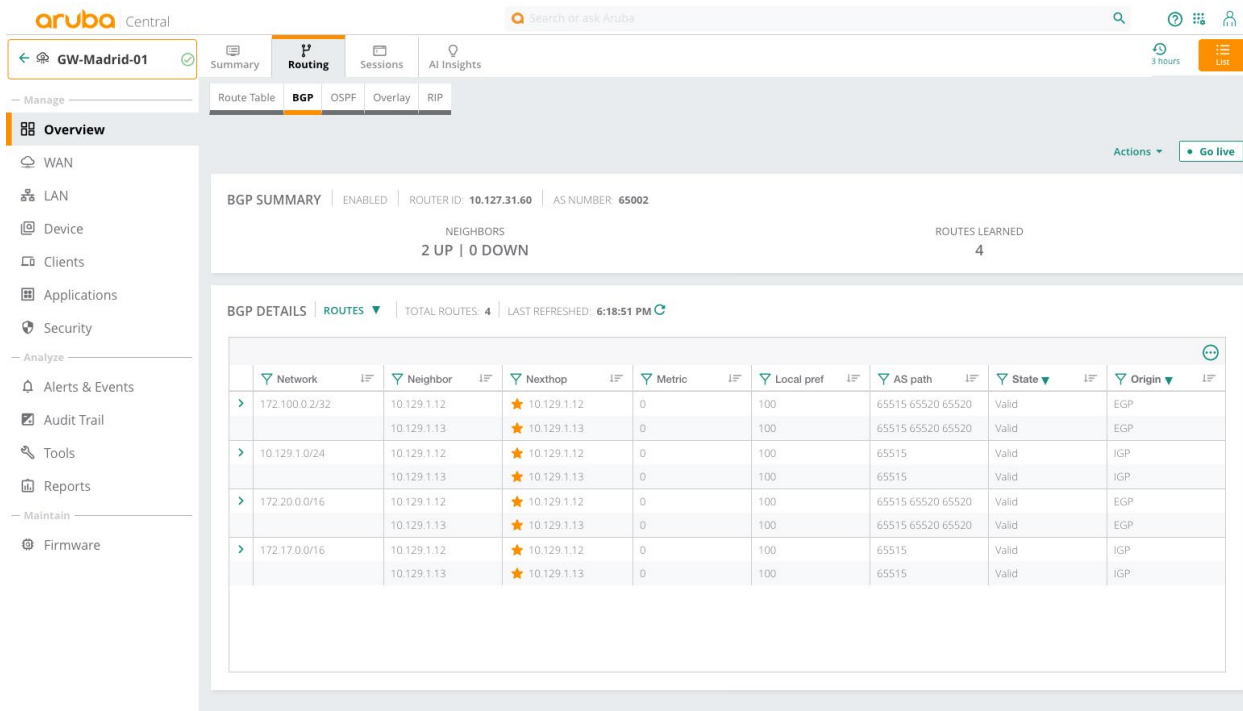 aruba Central
Search or ask Aruba
GW-Madrid-01
Summary
Routing
Sessions
AI Insights
3 hours
List
Manage
Overview
WAN
LAN
Device
Clients
Applications
Security
Analyze
Alerts & Events
Audit Trail
Tools
Reports
Maintain
Firmware
Route Table BGP OSPF Overlay RIP
Actions Go live
BGP SUMMARY ENABLED ROUTER ID: 10.127.31.60 AS NUMBER: 65002
NEIGHBORS
2 UP | 0 DOWN
ROUTES LEARNED
4
BGP DETAILS ROUTES TOTAL ROUTES: 4 LAST REFRESHED: 6:18:51 PM
Network Neighbor Nexthop Metric Local pref AS path State Origin
172.100.0.2/32 10.129.1.12 10.129.1.12 0 100 65515 65520 65520 Valid EGP
10.129.1.13 10.129.1.13 0 100 65515 65520 65520 Valid EGP
10.129.1.0/24 10.129.1.12 10.129.1.12 0 100 65515 Valid IGP
10.129.1.13 10.129.1.13 0 100 65515 Valid IGP
172.20.0.0/16 10.129.1.12 10.129.1.12 0 100 65515 65520 65520 Valid EGP
10.129.1.13 10.129.1.13 0 100 65515 65520 65520 Valid EGP
172.17.0.0/16 10.129.1.12 10.129.1.12 0 100 65515 Valid IGP
10.129.1.13 10.129.1.13 0 100 65515 Valid IGP